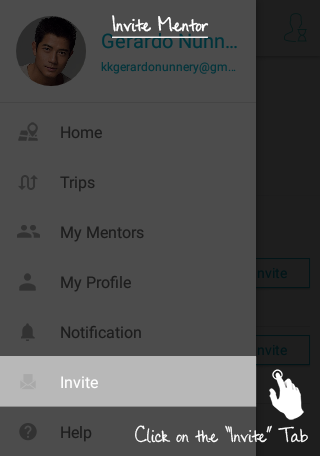 Invite Mentor
Gerardo Nunn...
kkgerardonunnery@gm...
Home
Trips
My Mentors
nvite
My Profile
Notification
nvite
Invite
Click on the "Invite" Tab
Help